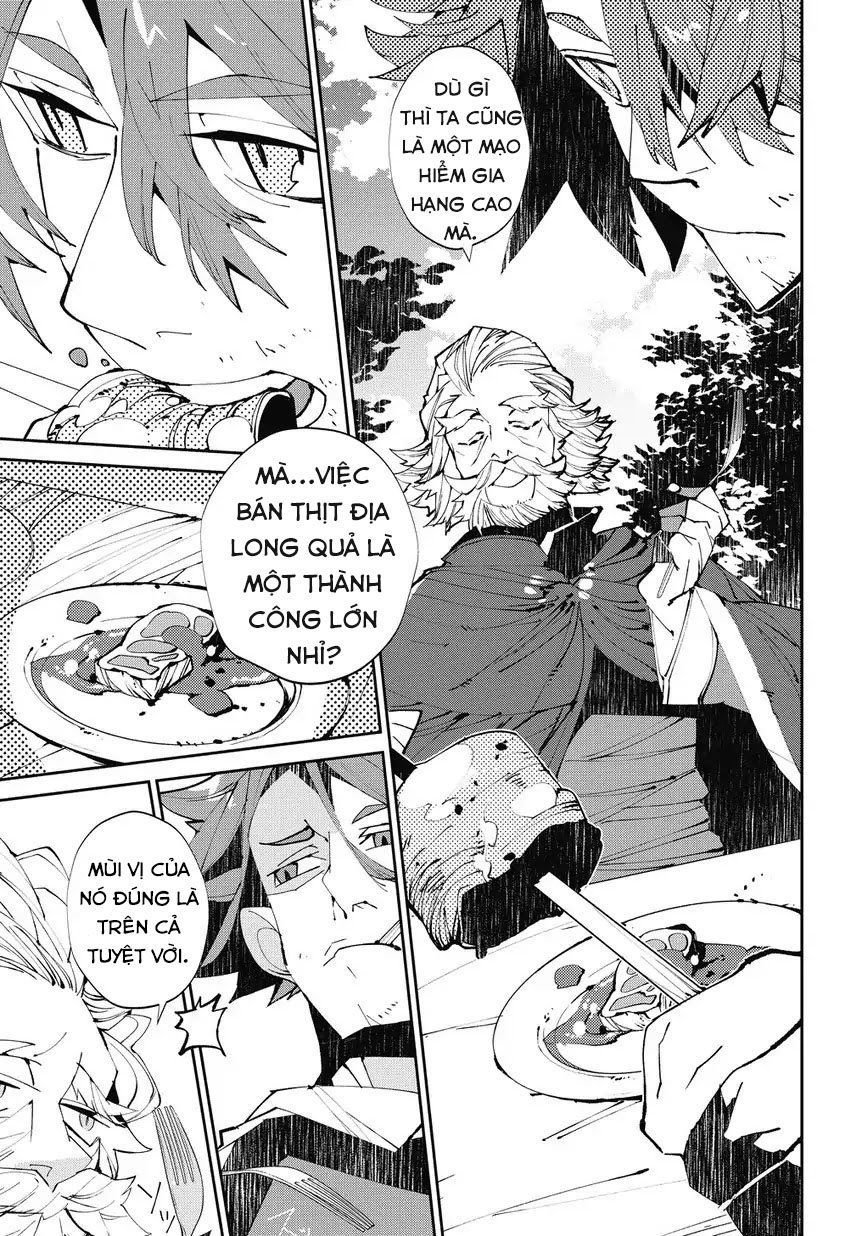 DÙ GÌ
THÌ TA CŨNG
LÀ MỘT MẠO
HIỂM GIA
HẠNG CAO
MÀ.
MÀ...VIỆC
BÁN THỊT ĐỊA
LONG QUẢ LÀ
MỘT THÀNH
CÔNG LỚN
NHỈ?
MÙI VỊ CỦA
NÓ ĐÚNG LÀ
TRÊN CẢ
TUYỆT VỜI.